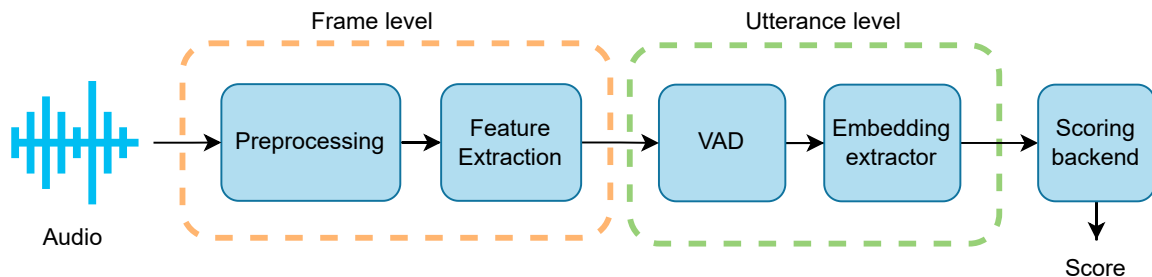 Frame level
Utterance level
Preprocessing
Feature
Extraction
VAD
Embedding
extractor
Scoring
backend
Audio
Score